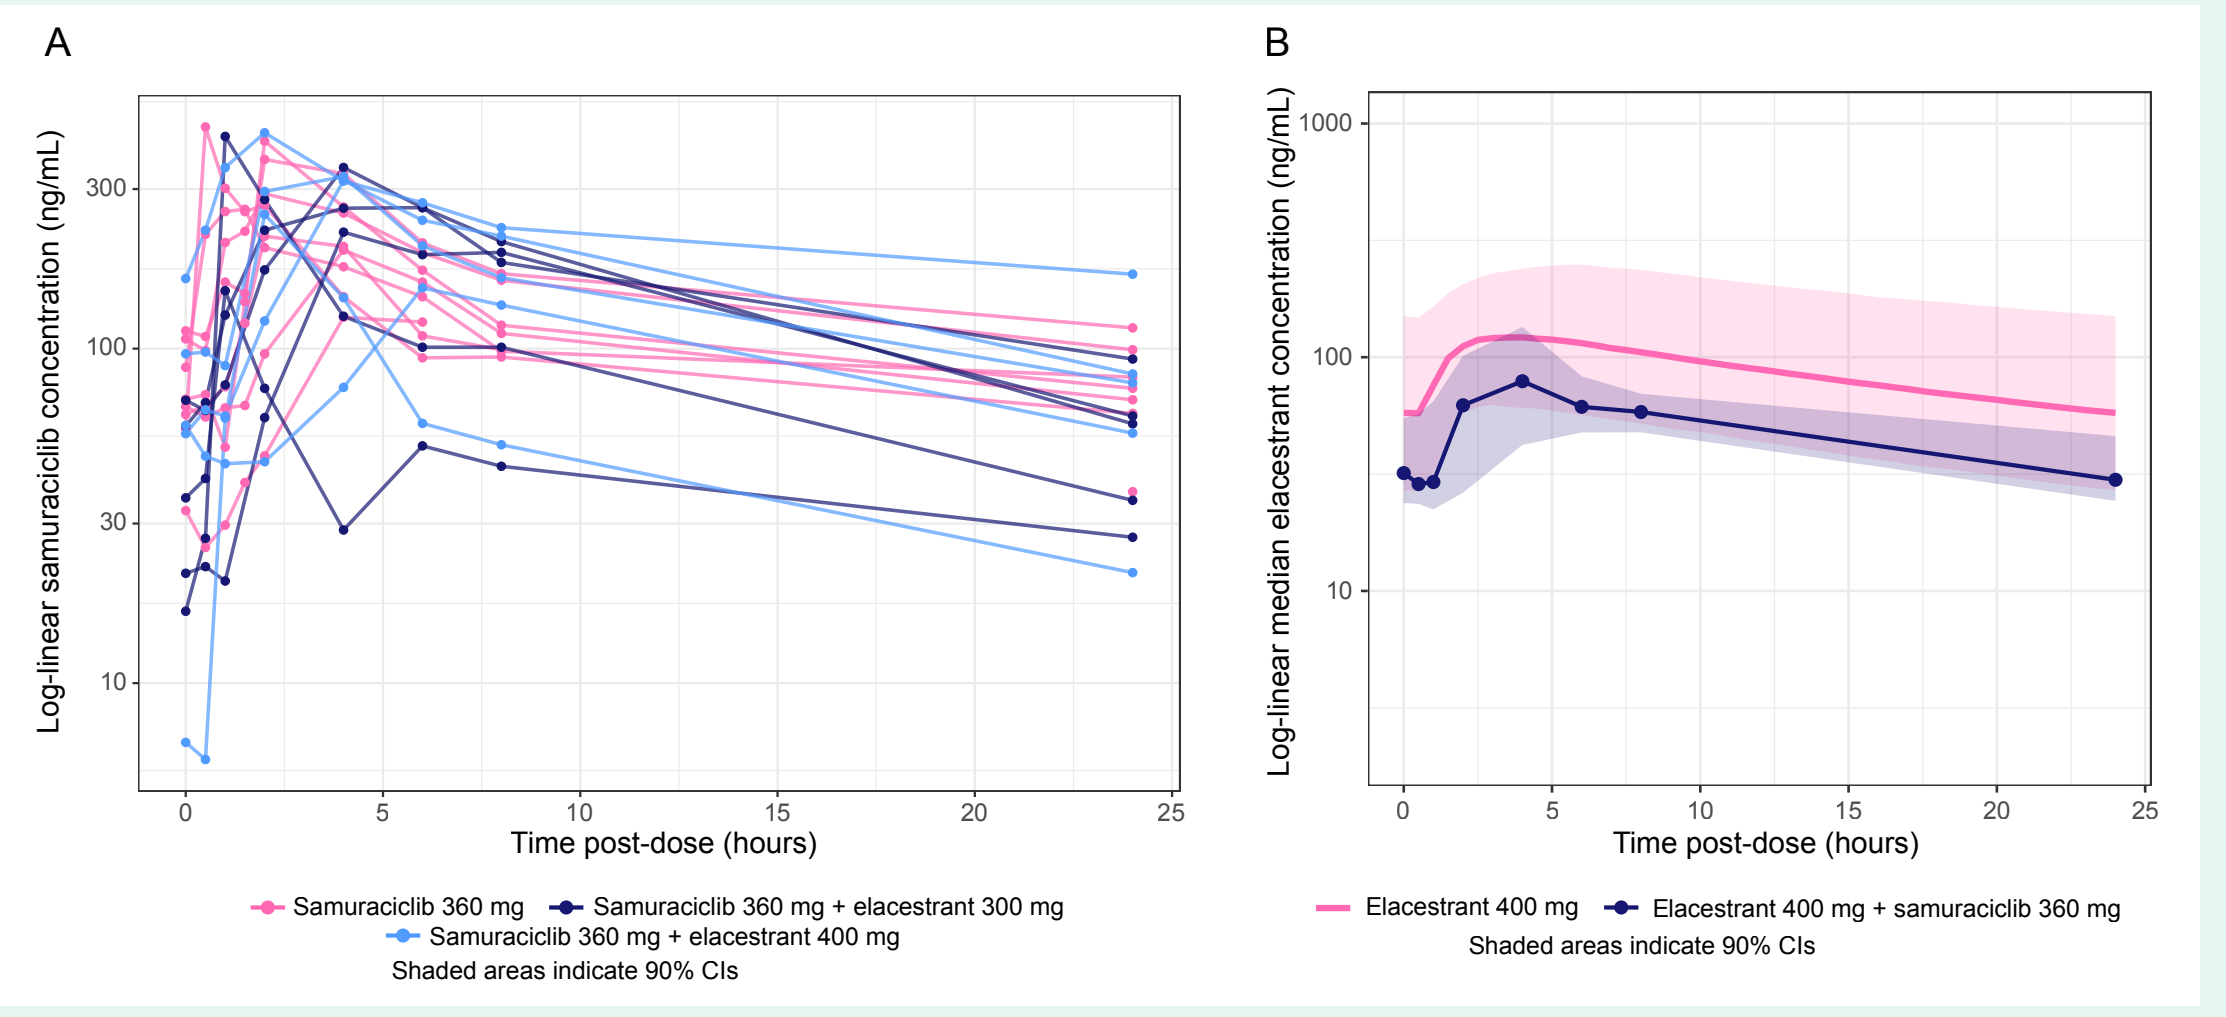 A
Log-linear samuraciclib concentration (ng/mL)
300
100
30
10
0 5 10 15 20 25
Time post-dose (hours)
Samuraciclib 360 mg Samuraciclib 360 mg + elacestrant 300 mg
Samuraciclib 360 mg + elacestrant 400 mg
Shaded areas indicate 90% CIs
B
Log-linear median elacestrant concentration (ng/mL)
1000
100
10
0 5 10 15 20 25
Time post-dose (hours)
Elacestrant 400 mg Elacestrant 400 mg + samuraciclib 360 mg
Shaded areas indicate 90% CIs